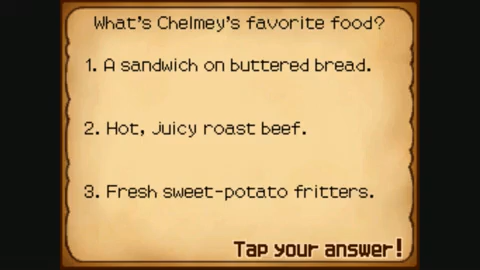 What's Chelmey's favorite food?
1. A sandwich on buttered bread.
2. Hot, juicy roast beef.
3. Fresh sweet-potato fritters.
Tap your answer!